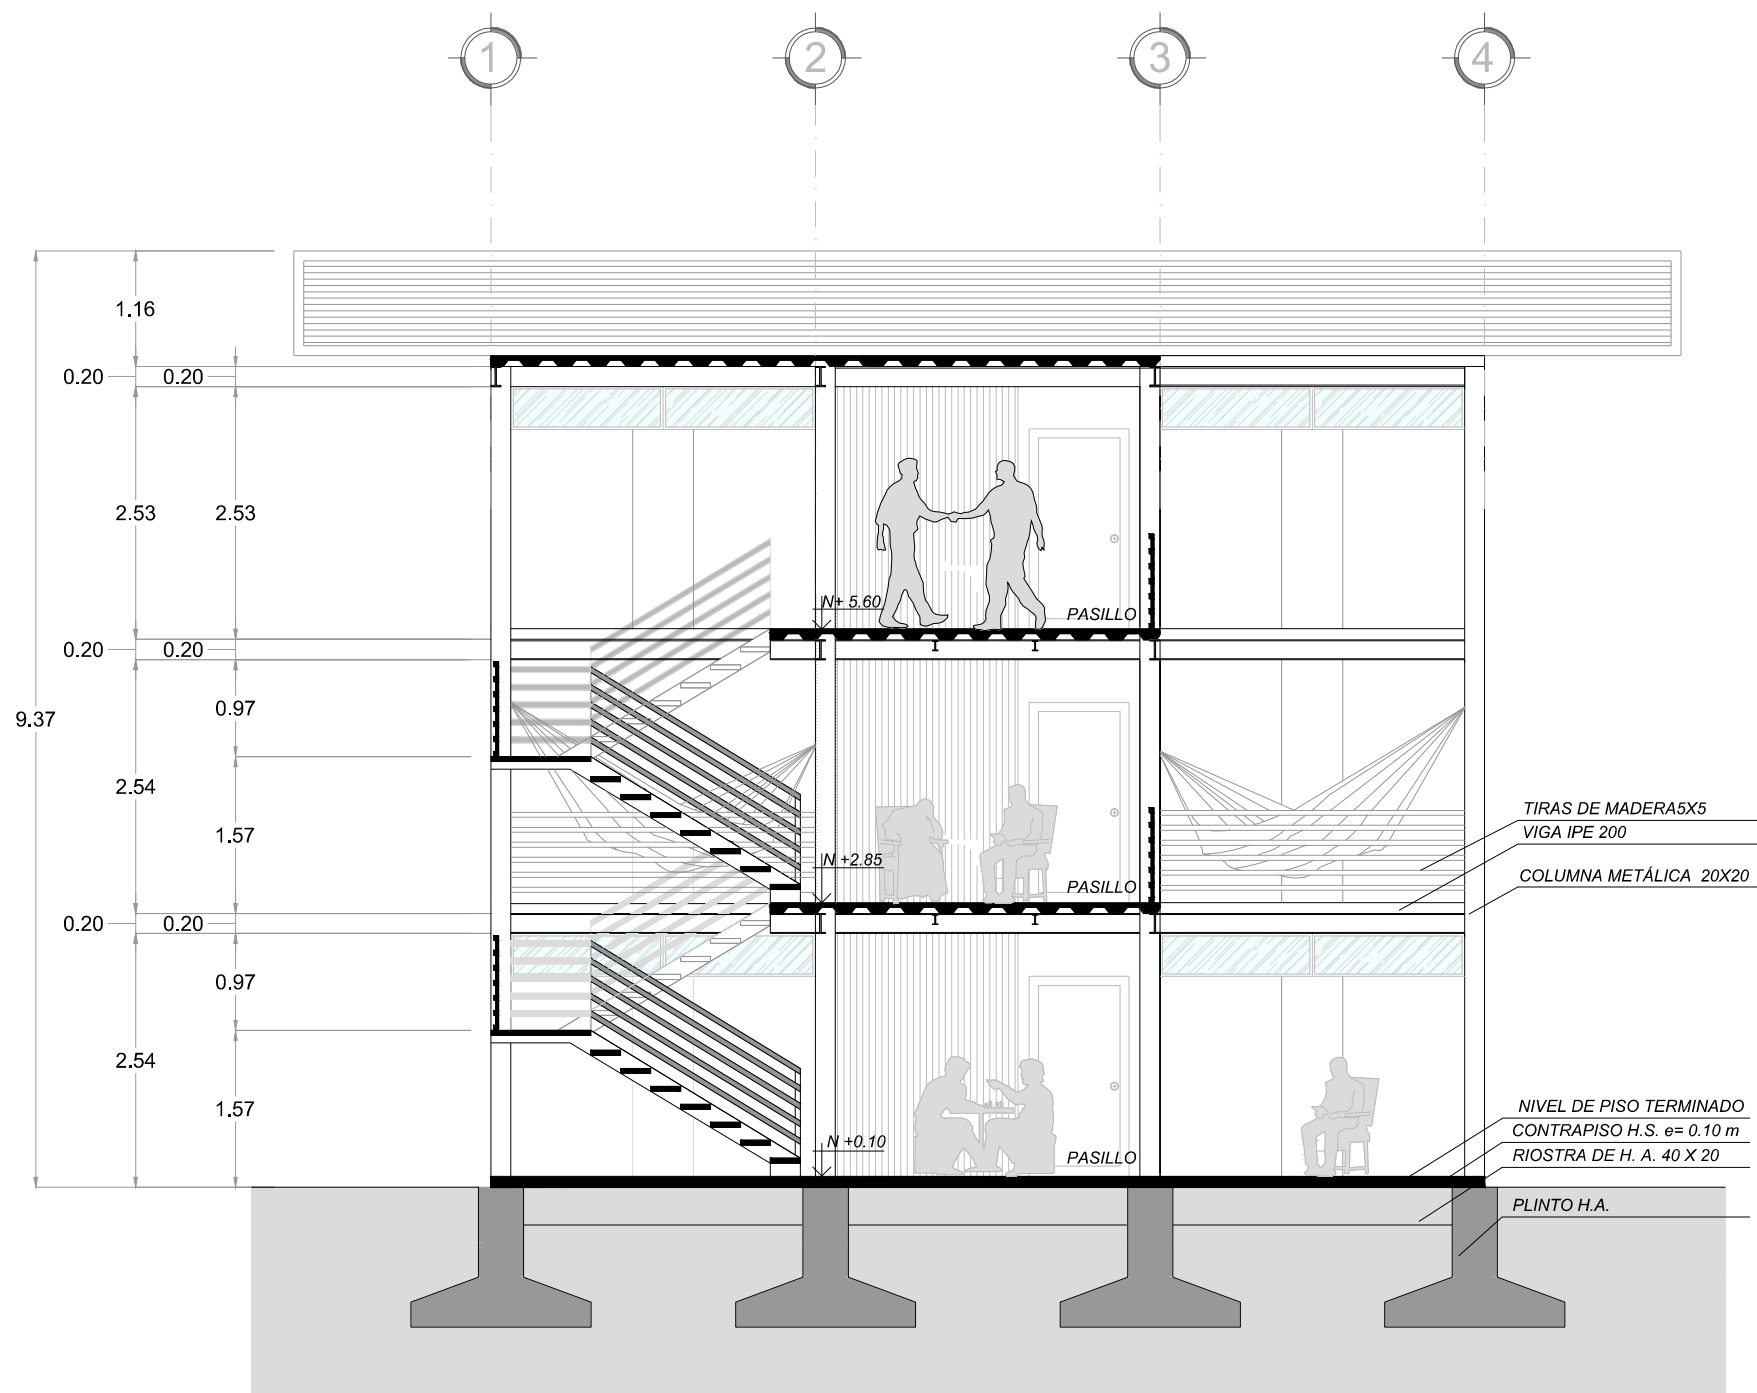 1 2 3 4
1.16
0.20 0.20
2.53 2.53
N+ 5.60
PASILLO
0.20 0.20
0.97
9.37
2.54
1.57
TIRAS DE MADERA5X5
VIGA IPE 200
N +2.85
COLUMNA METÁLICA 20X20
PASILLO
0.20 0.20
0.97
2.54
1.57
NIVEL DE PISO TERMINADO
CONTRAPISO H.S. e= 0.10 m
N +0.10
PASILLO
RIOSTRA DE H. A. 40 X 20
PLINTO H.A.